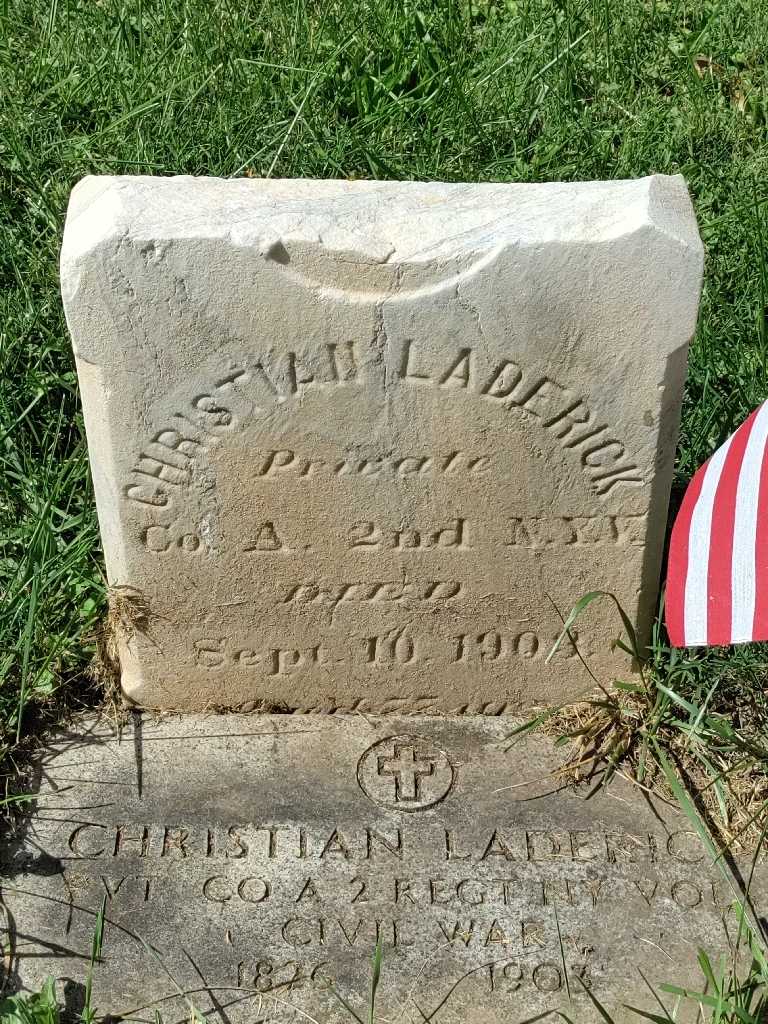 CHRISTIAN LADERICK
Private
Co. A. 2nd N.Y.V.
DIED
Sept. 10. 1903.
CHRISTIAN LADERICK
PVT CO A 2 REGT NY VOL
CIVIL WAR
1826 1903